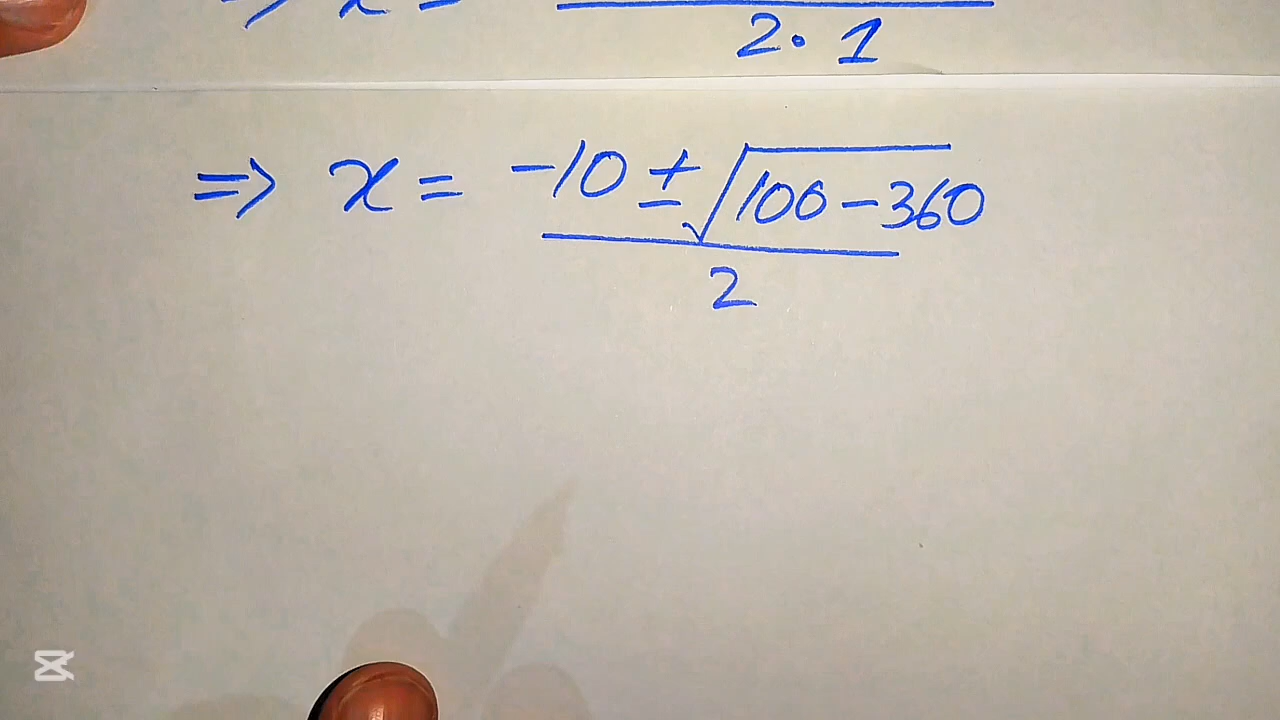 ⇒ x =
2 · 1
⇒ x = (-10 ± √(100 - 360)) / 2